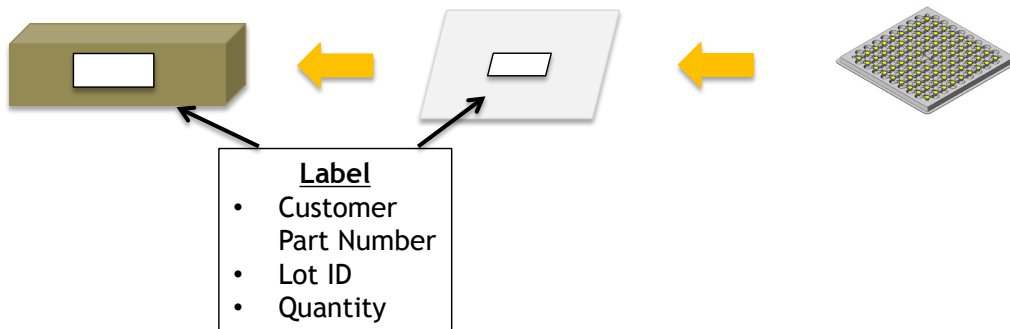 Label
• Customer
Part Number
• Lot ID
• Quantity